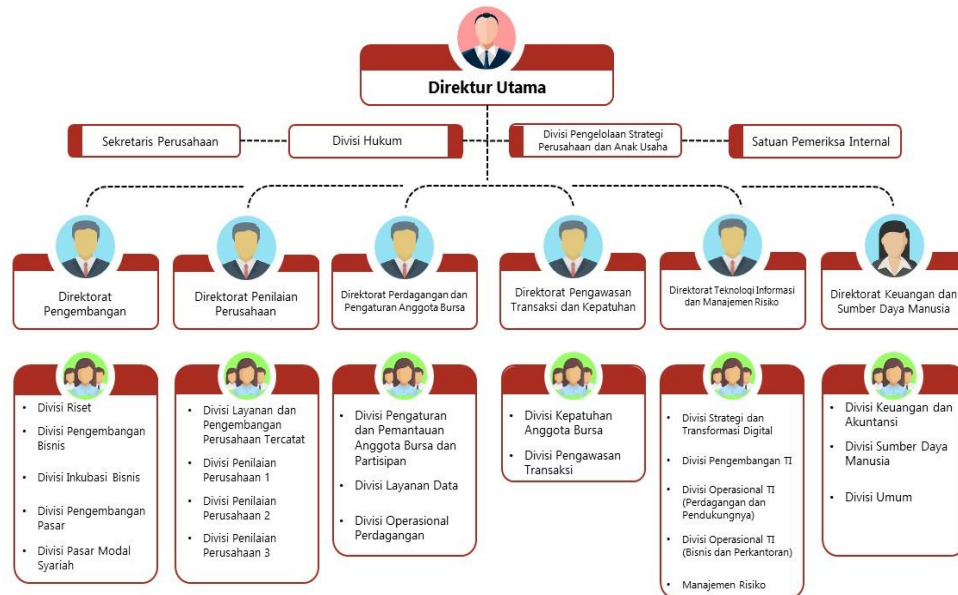 Direktur Utama
Sekretaris Perusahaan
Divisi Hukum
Divisi Pengelolaan Strategi
Perusahaan dan Anak Usaha
Satuan Pemeriksa Internal
Direktorat
Pengembangan
Direktorat Penilaian
Perusahaan
Direktorat Perdagangan dan
Pengaturan Anggota Bursa
Direktorat Pengawasan
Transaksi dan Kepatuhan
Direktorat Teknologi Informasi
dan Manajemen Risiko
Direktorat Keuangan dan
Sumber Daya Manusia
• Divisi Riset
• Divisi Pengembangan
Bisnis
• Divisi Inkubasi Bisnis
• Divisi Pengembangan
Pasar
• Divisi Pasar Modal
Syariah
• Divisi Layanan dan
Pengembangan
Perusahaan Tercatat
• Divisi Penilaian
Perusahaan 1
• Divisi Penilaian
Perusahaan 2
• Divisi Penilaian
Perusahaan 3
• Divisi Pengaturan
dan Pemantauan
Anggota Bursa dan
Partisipan
• Divisi Layanan Data
• Divisi Operasional
Perdagangan
• Divisi Kepatuhan
Anggota Bursa
• Divisi Pengawasan
Transaksi
• Divisi Strategi dan
Transformasi Digital
• Divisi Pengembangan TI
• Divisi Operasional TI
(Perdagangan dan
Pendukungnya)
• Divisi Operasional TI
(Bisnis dan Perkantoran)
• Manajemen Risiko
• Divisi Keuangan dan
Akuntansi
• Divisi Sumber Daya
Manusia
• Divisi Umum